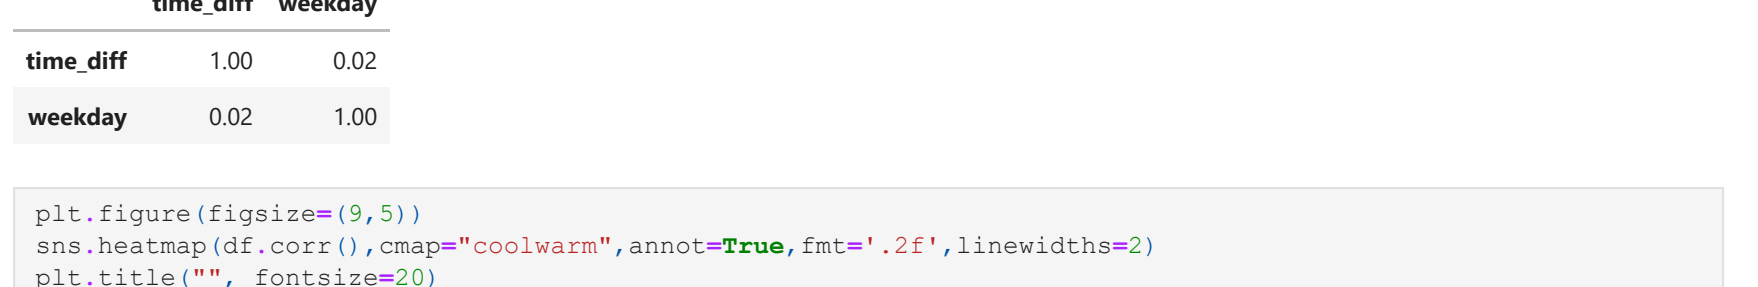 time_diff weekday
time_diff 1.00 0.02
weekday 0.02 1.00
plt.figure(figsize=(9,5))
sns.heatmap(df.corr(),cmap="coolwarm",annot=True,fmt='.2f',linewidths=2)
plt.title("", fontsize=20)